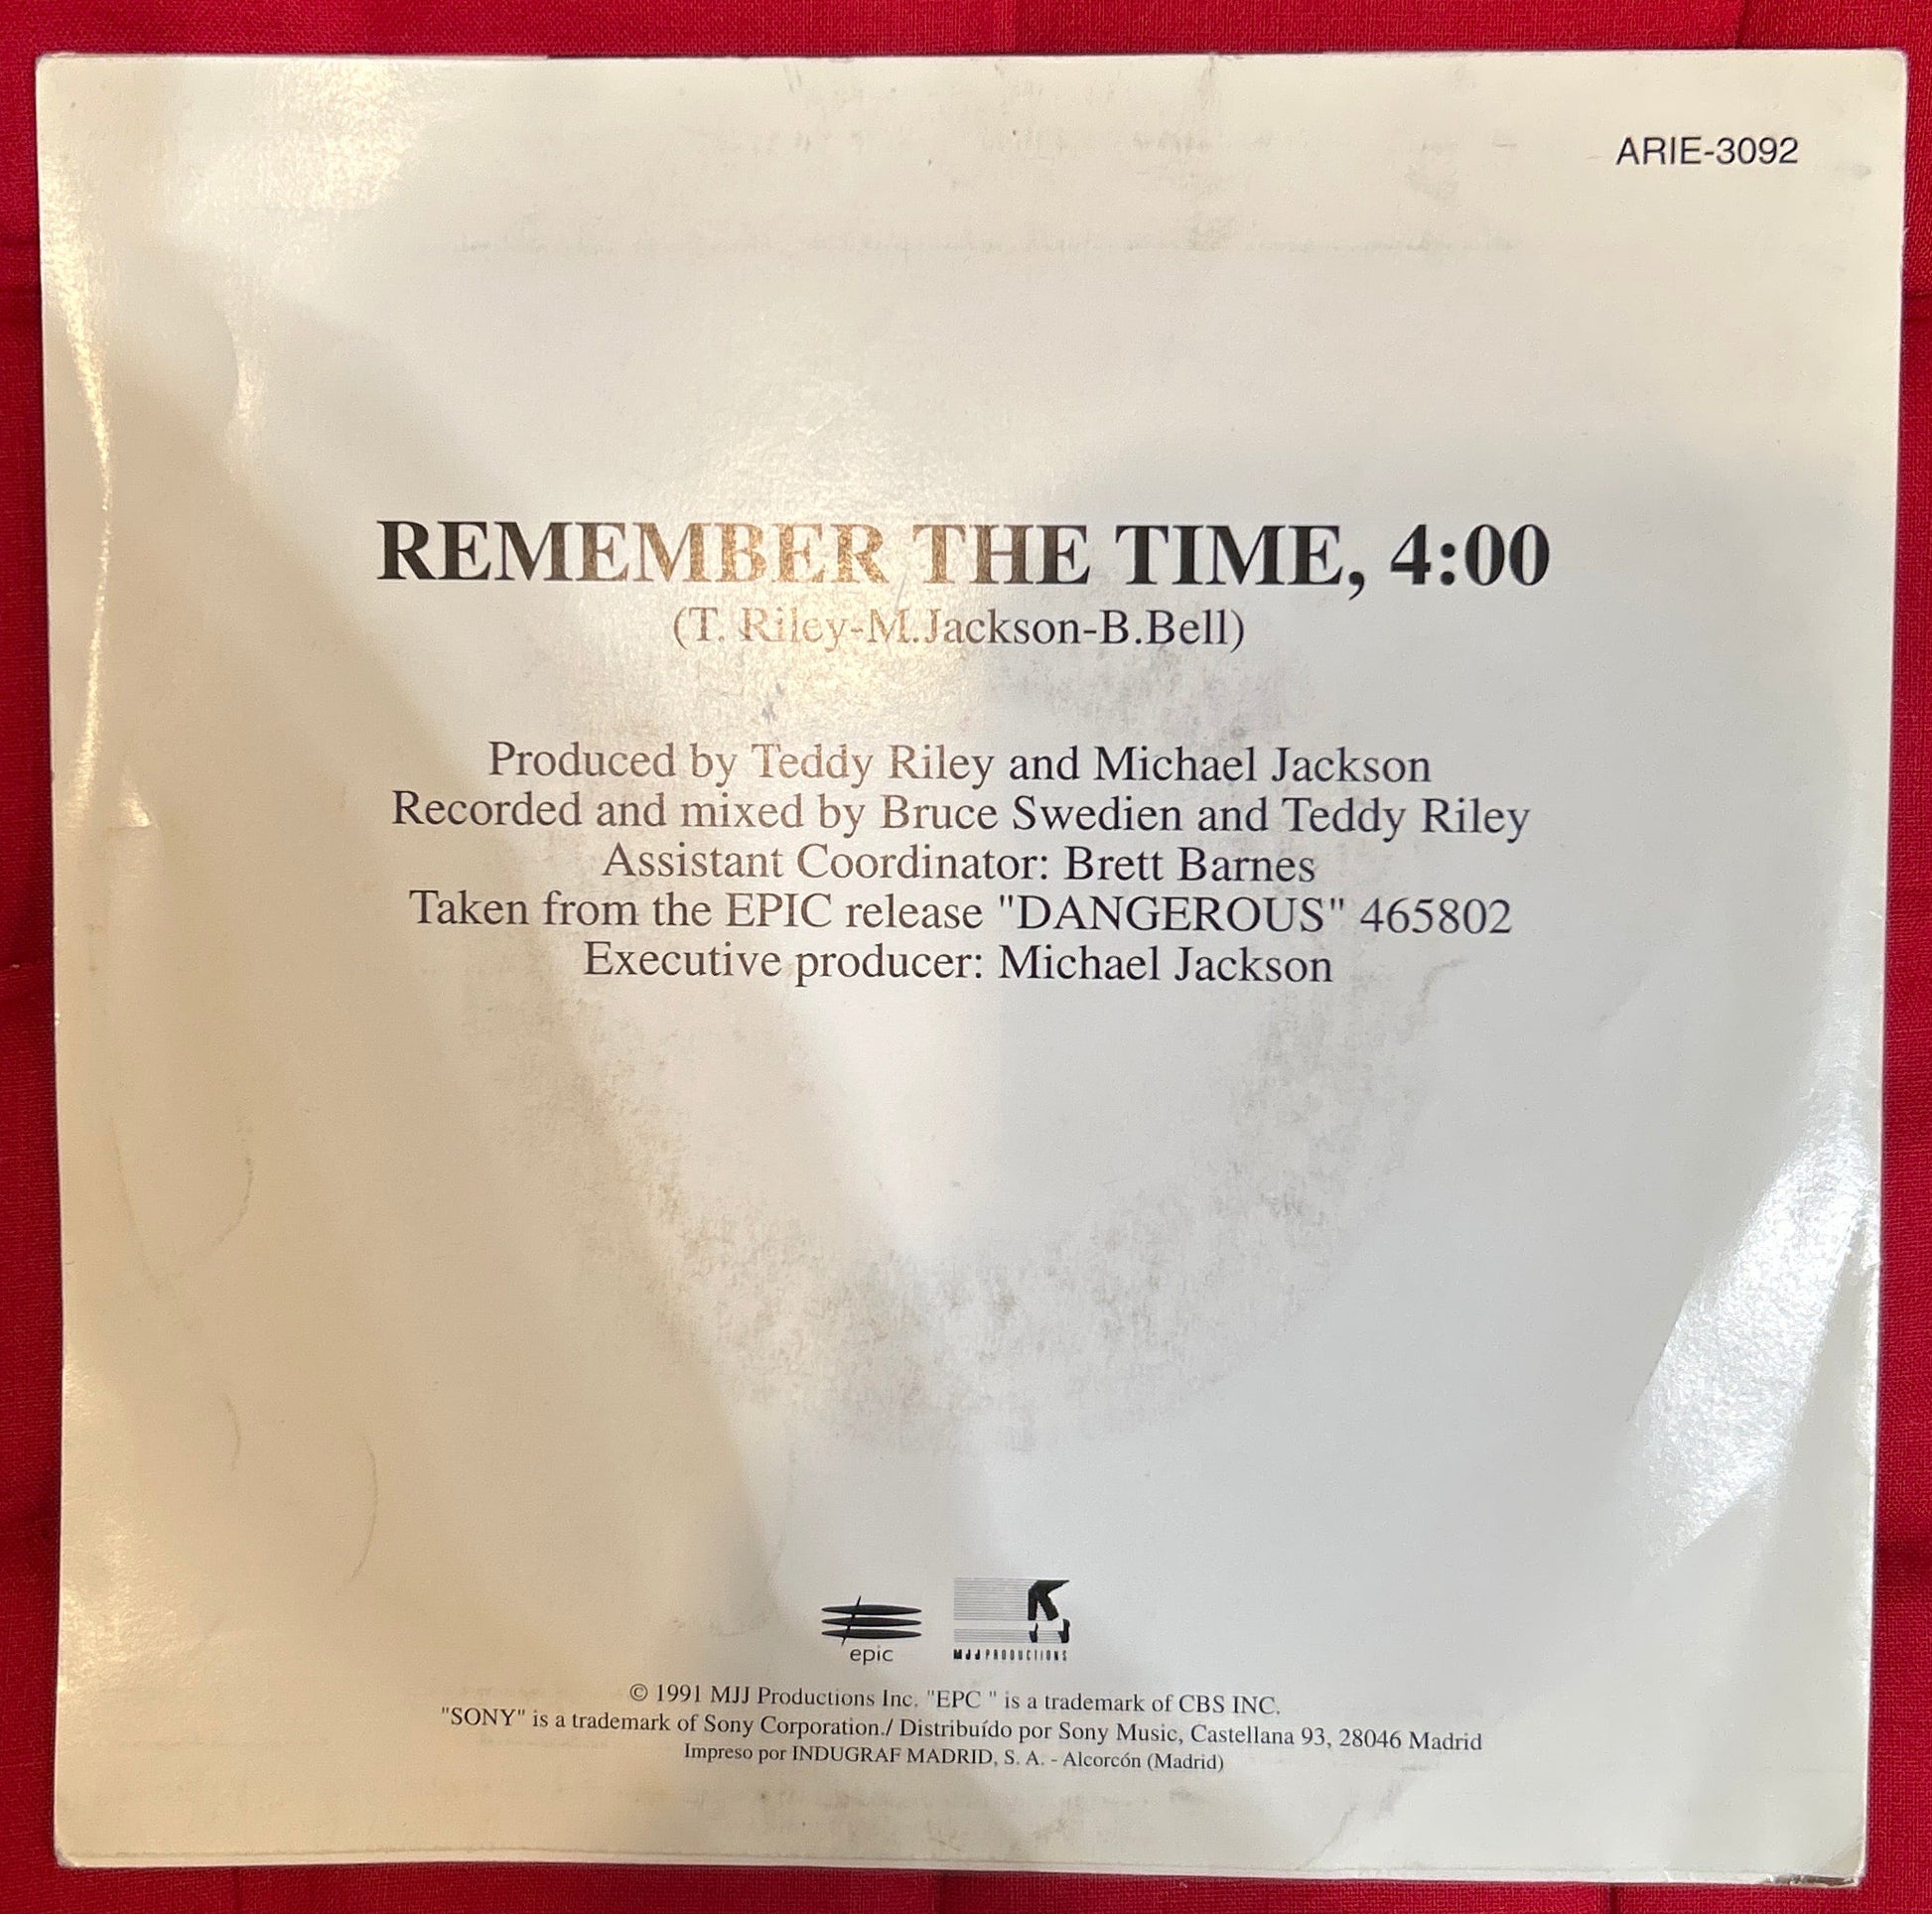 ARIE-3092
REMEMBER THE TIME, 4:00
(T. Riley-M.Jackson-B.Bell)
Produced by Teddy Riley and Michael Jackson
Recorded and mixed by Bruce Swedien and Teddy Riley
Assistant Coordinator: Brett Barnes
Taken from the EPIC release "DANGEROUS" 465802
Executive producer: Michael Jackson
epic
MJJ PRODUCTIONS
© 1991 MJJ Productions Inc. "EPC " is a trademark of CBS INC.
"SONY" is a trademark of Sony Corporation./ Distribuído por Sony Music, Castellana 93, 28046 Madrid
Impreso por INDUGRAF MADRID, S. A. - Alcorcón (Madrid)